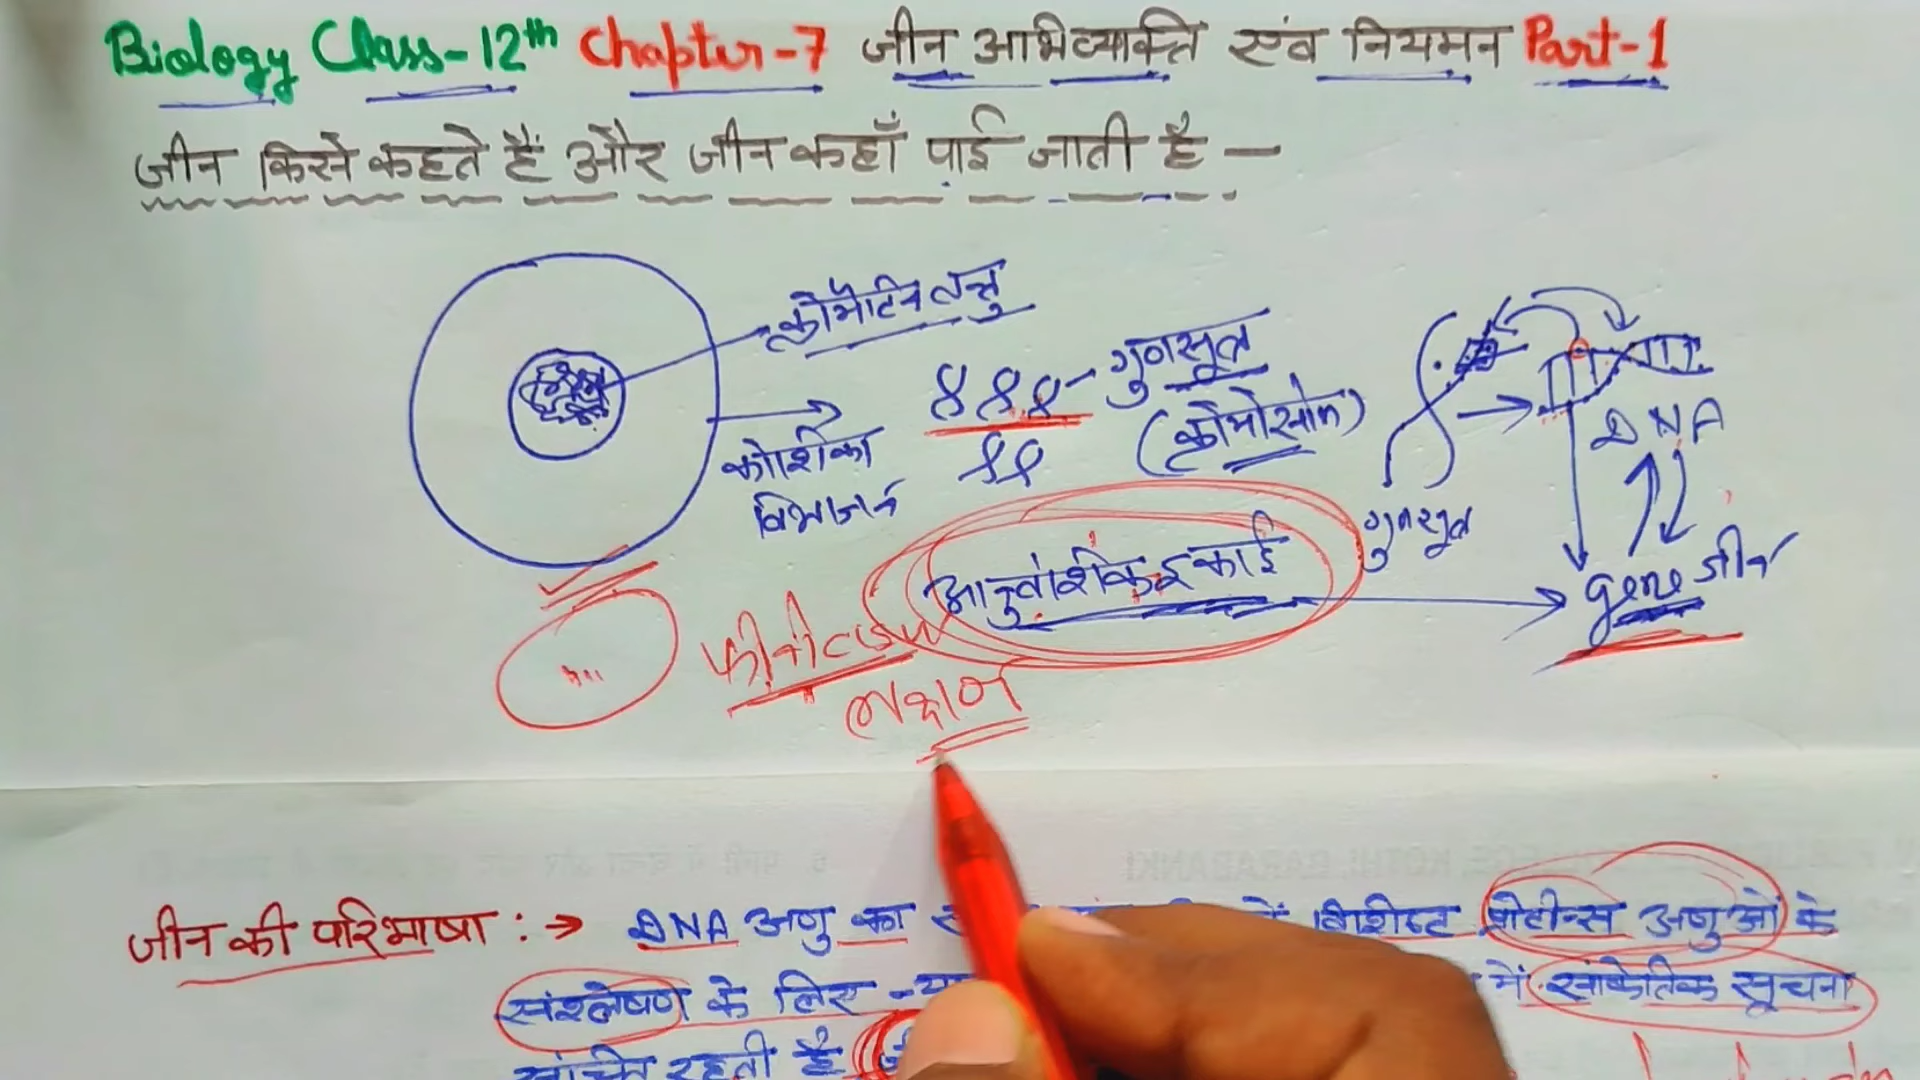 Biology Class-12th Chapter-7 जीन अभिव्यक्ति एंव नियमन Part-1
जीन किसे कहते हैं और जीन कहाँ पाई जाती है —
क्रोमैटिन तन्तु
गुणसूत्र
(क्रोमोसोम)
कोशिका
विभाजन
DNA
गुणसूत्र
gene जीन
आनुवांशिक इकाई
लक्षण
जीन की परिभाषा :→ DNA अणु का विशिष्ट प्रोटीन्स अणुओं के
संश्लेषण के लिए में सांकेतिक सूचना
रहती है